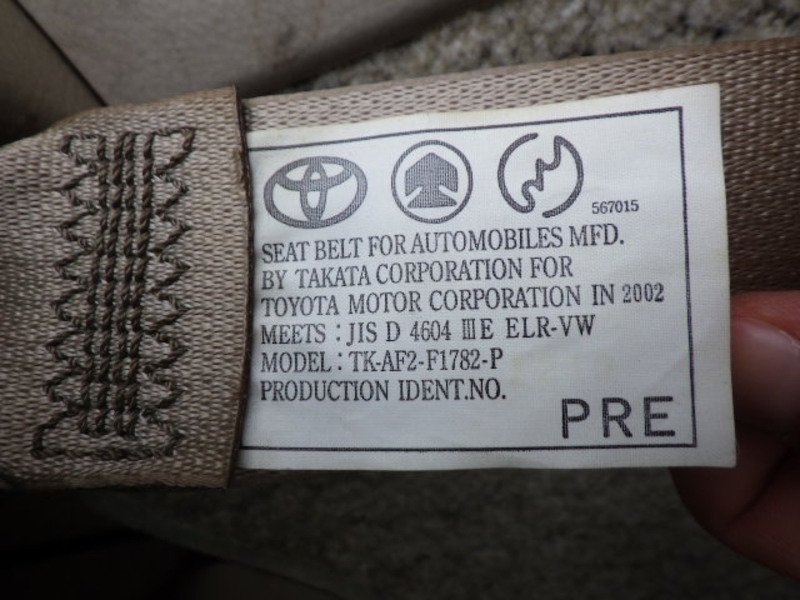 567015
SEAT BELT FOR AUTOMOBILES MFD.
BY TAKATA CORPORATION FOR
TOYOTA MOTOR CORPORATION IN 2002
MEETS : JIS D 4604 ⅢE ELR-VW
MODEL : TK-AF2-F1782-P
PRODUCTION IDENT.NO.
PRE